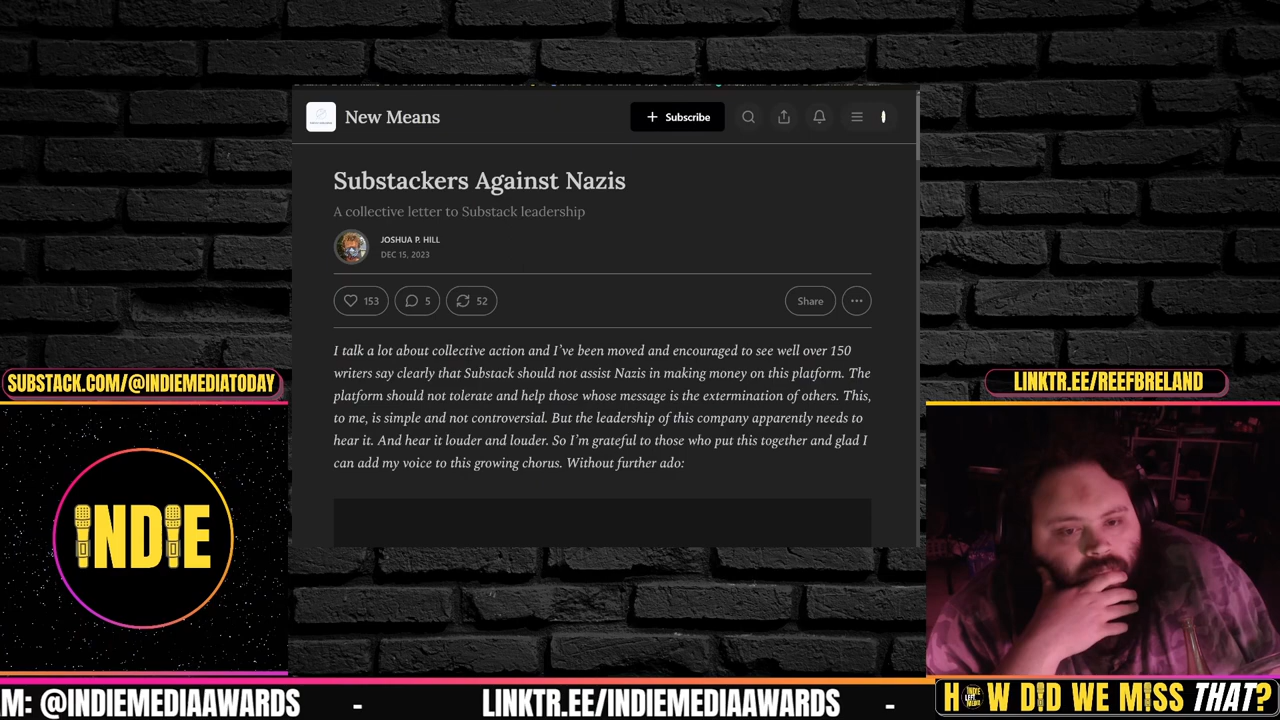 New Means
+ Subscribe
Substackers Against Nazis
A collective letter to Substack leadership
JOSHUA P. HILL
DEC 15, 2023
153
5
52
Share
I talk a lot about collective action and I've been moved and encouraged to see well over 150
writers say clearly that Substack should not assist Nazis in making money on this platform. The
platform should not tolerate and help those whose message is the extermination of others. This,
to me, is simple and not controversial. But the leadership of this company apparently needs to
hear it. And hear it louder and louder. So I'm grateful to those who put this together and glad I
can add my voice to this growing chorus. Without further ado:
SUBSTACK.COM/@INDIEMEDIATODAY
INDIE
LINKTR.EE/REEFBRELAND
M: @INDIEMEDIAAWARDS - LINKTR.EE/INDIEMEDIAAWARDS -
HOW DID WE MISS THAT?